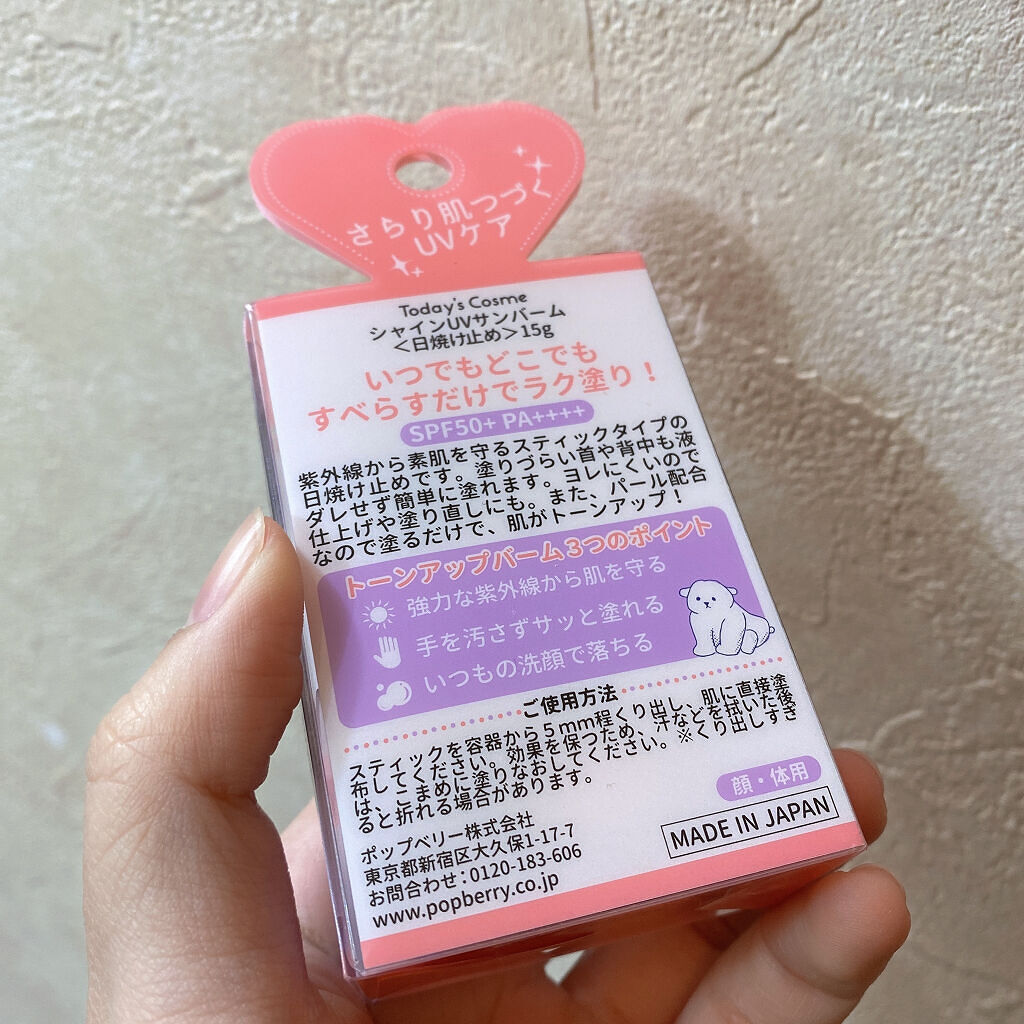 さらり肌つづく
UVケア
Today's Cosme
シャインUVサンバーム
＜日焼け止め＞15g
いつでもどこでも
すべらすだけでラク塗り！
SPF50+ PA++++
紫外線から素肌を守るスティックタイプの
日焼け止めです。塗りづらい首や背中も液
ダレせず簡単に塗れます。ヨレにくいので
仕上げや塗り直しにも。また、パール配合
なので塗るだけで、肌がトーンアップ！
トーンアップバーム３つのポイント
強力な紫外線から肌を守る
手を汚さずサッと塗れる
いつもの洗顔で落ちる
ご使用方法
スティックを容器から５mm程くり出し、肌に直接塗
布してください。効果を保つため、汗などを拭いた後
は、こまめに塗りなおしてください。※くり出しすぎ
ると折れる場合があります。
顔・体用
ポップベリー株式会社
東京都新宿区大久保1-17-7
お問合わせ：0120-183-606
www.popberry.co.jp
MADE IN JAPAN